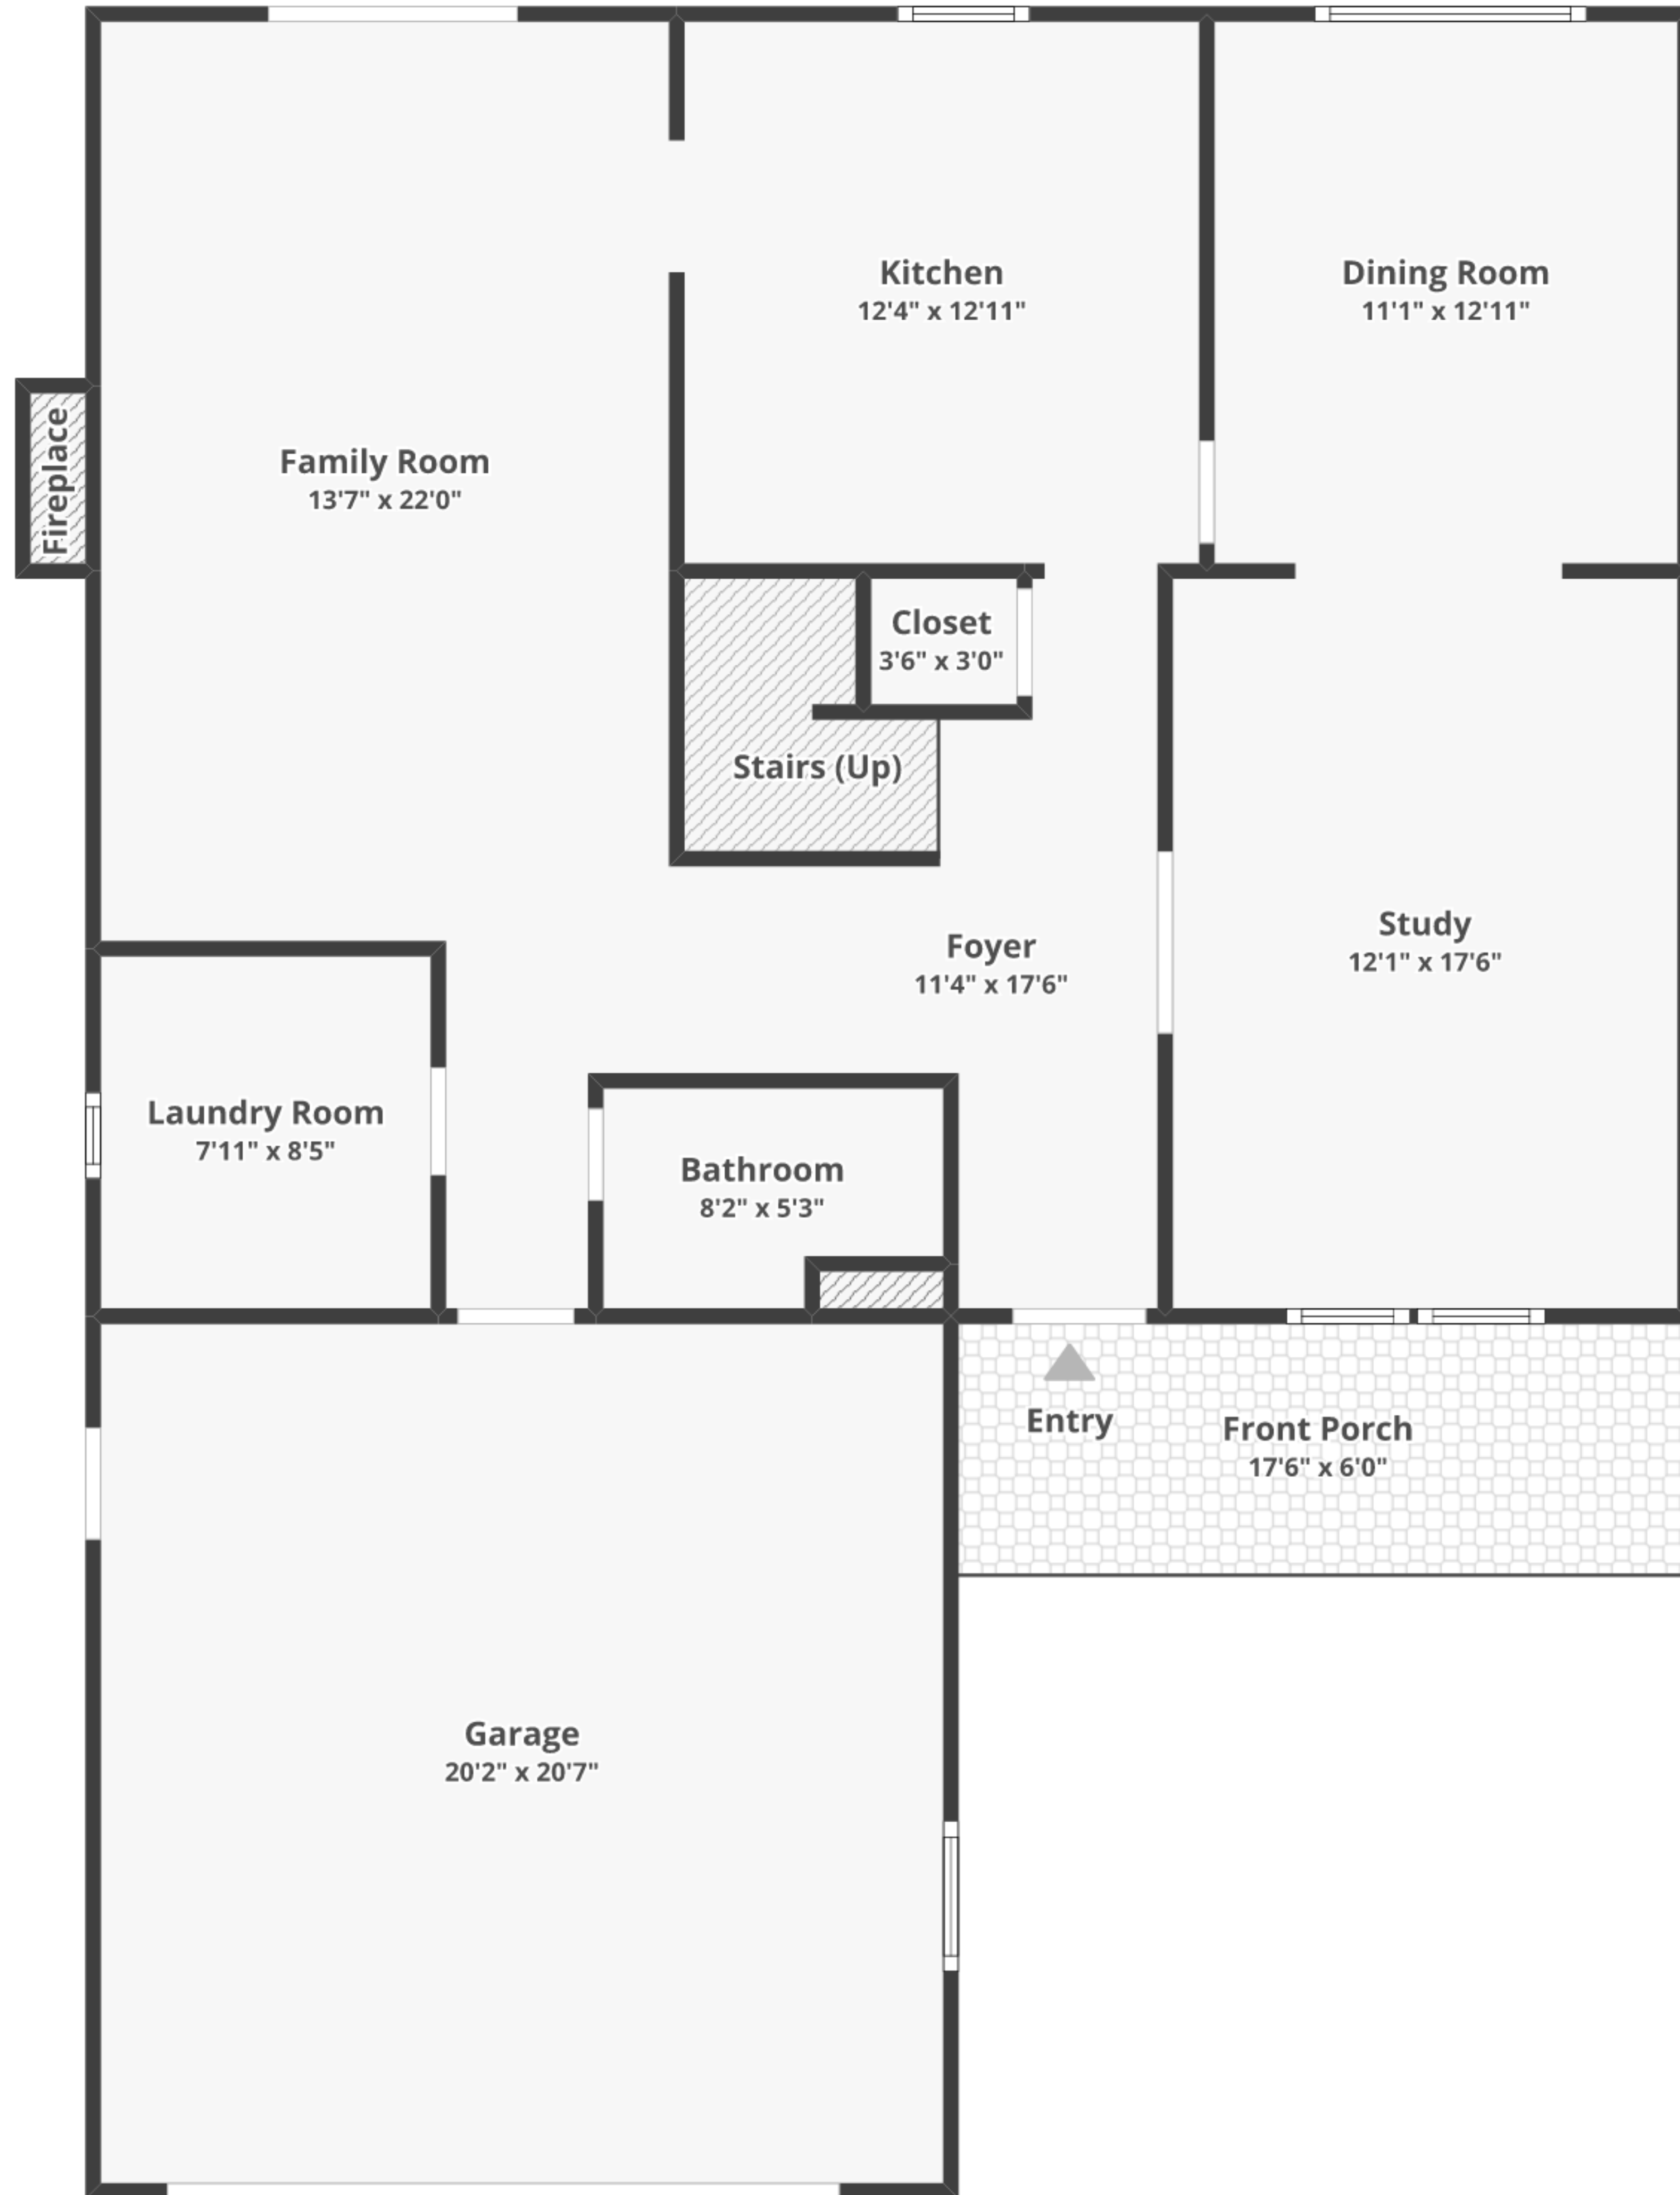 Kitchen
12'4" x 12'11"
Dining Room
11'1" x 12'11"
Family Room
13'7" x 22'0"
Fireplace
Closet
3'6" x 3'0"
Stairs (Up)
Foyer
11'4" x 17'6"
Study
12'1" x 17'6"
Laundry Room
7'11" x 8'5"
Bathroom
8'2" x 5'3"
Entry
Front Porch
17'6" x 6'0"
Garage
20'2" x 20'7"